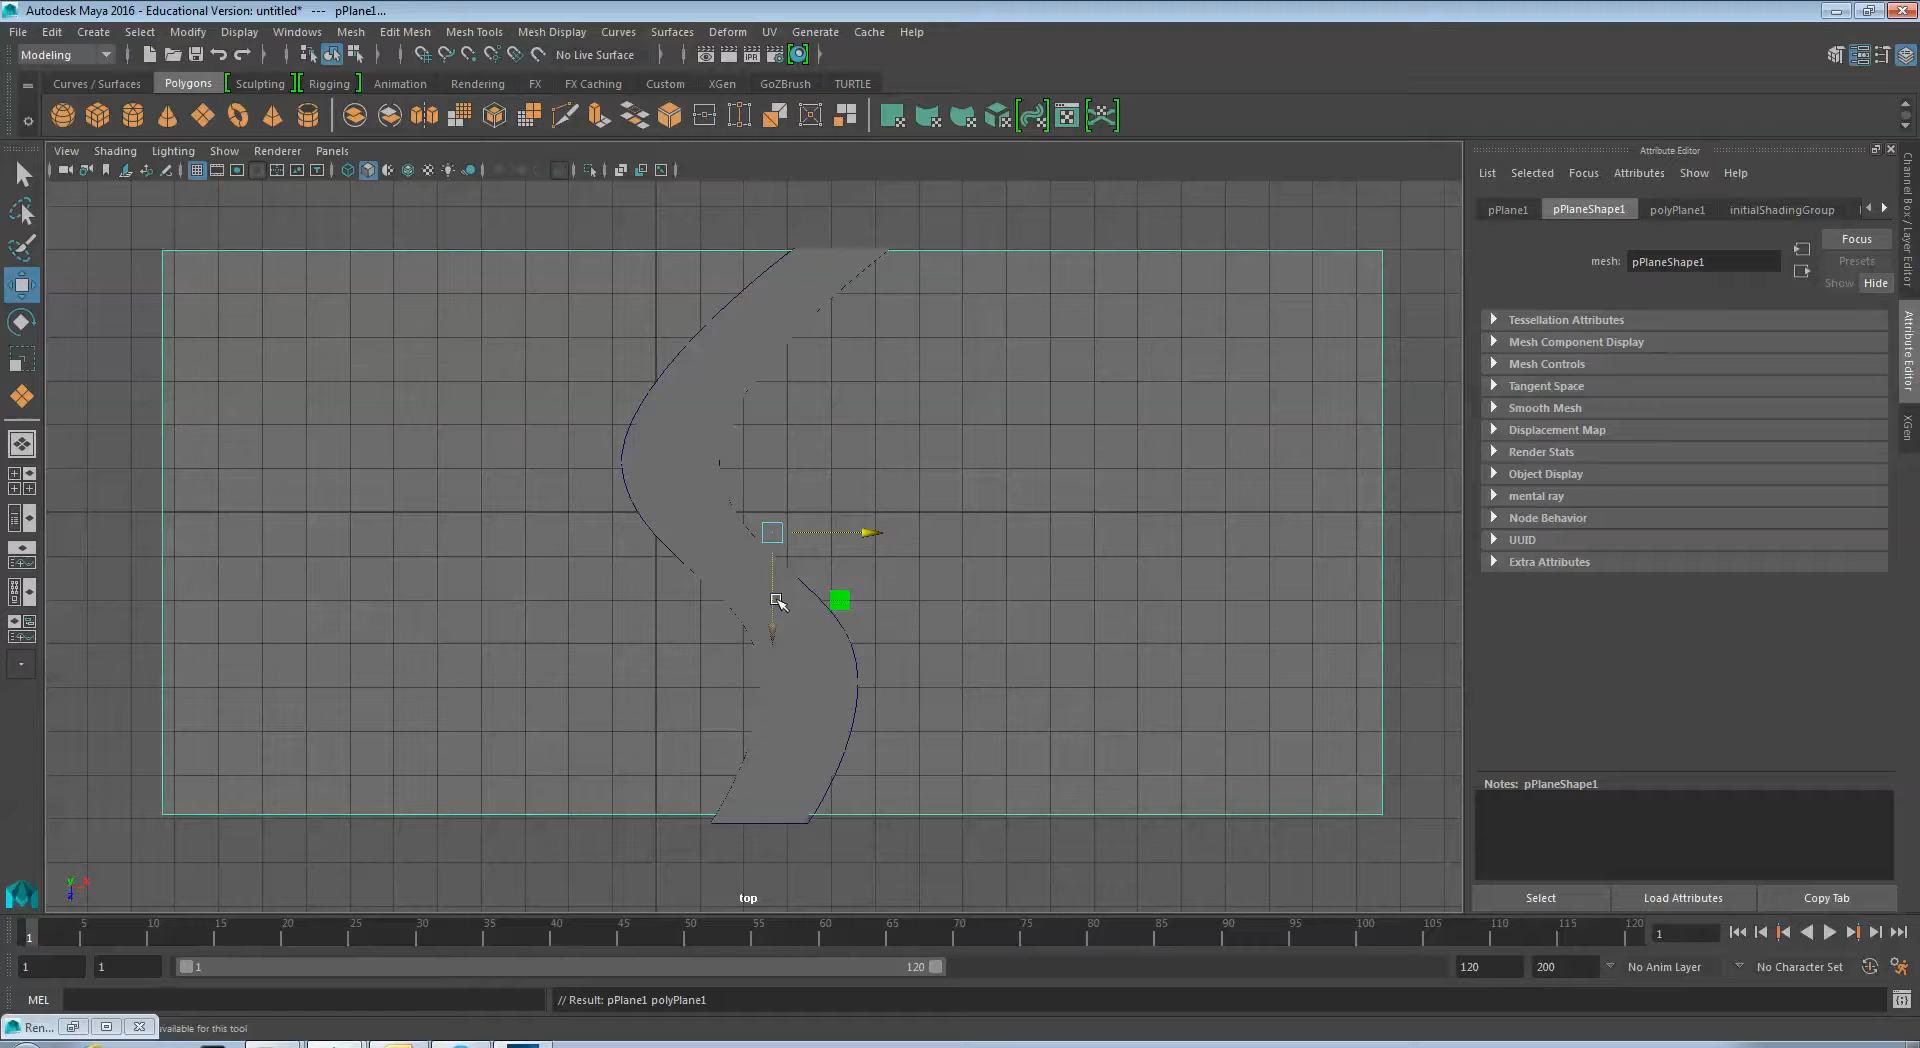 Autodesk Maya 2016 - Educational Version: untitled* --- pPlane1...
File Edit Create Select Modify Display Windows Mesh Edit Mesh Mesh Tools Mesh Display Curves Surfaces Deform UV Generate Cache Help
Modeling No Live Surface
Curves / Surfaces Polygons Sculpting Rigging Animation Rendering FX FX Caching Custom XGen GoZBrush TURTLE
IPR
View Shading Lighting Show Renderer Panels
Attribute Editor
List Selected Focus Attributes Show Help
pPlane1 pPlaneShape1 polyPlane1 initialShadingGroup
Focus
mesh: pPlaneShape1
Presets
Show Hide
Tessellation Attributes
Mesh Component Display
Mesh Controls
Tangent Space
Smooth Mesh
Displacement Map
Render Stats
Object Display
mental ray
Node Behavior
UUID
Extra Attributes
Notes: pPlaneShape1
Select Load Attributes Copy Tab
Channel Box / Layer Editor
Attribute Editor
XGen
y x
z
top
5 10 15 20 25 30 35 40 45 50 55 60 65 70 75 80 85 90 95 100 105 110 115 120
1 1
1 1 1 120 120 200 No Anim Layer No Character Set
MEL // Result: pPlane1 polyPlane1
Ren... available for this tool